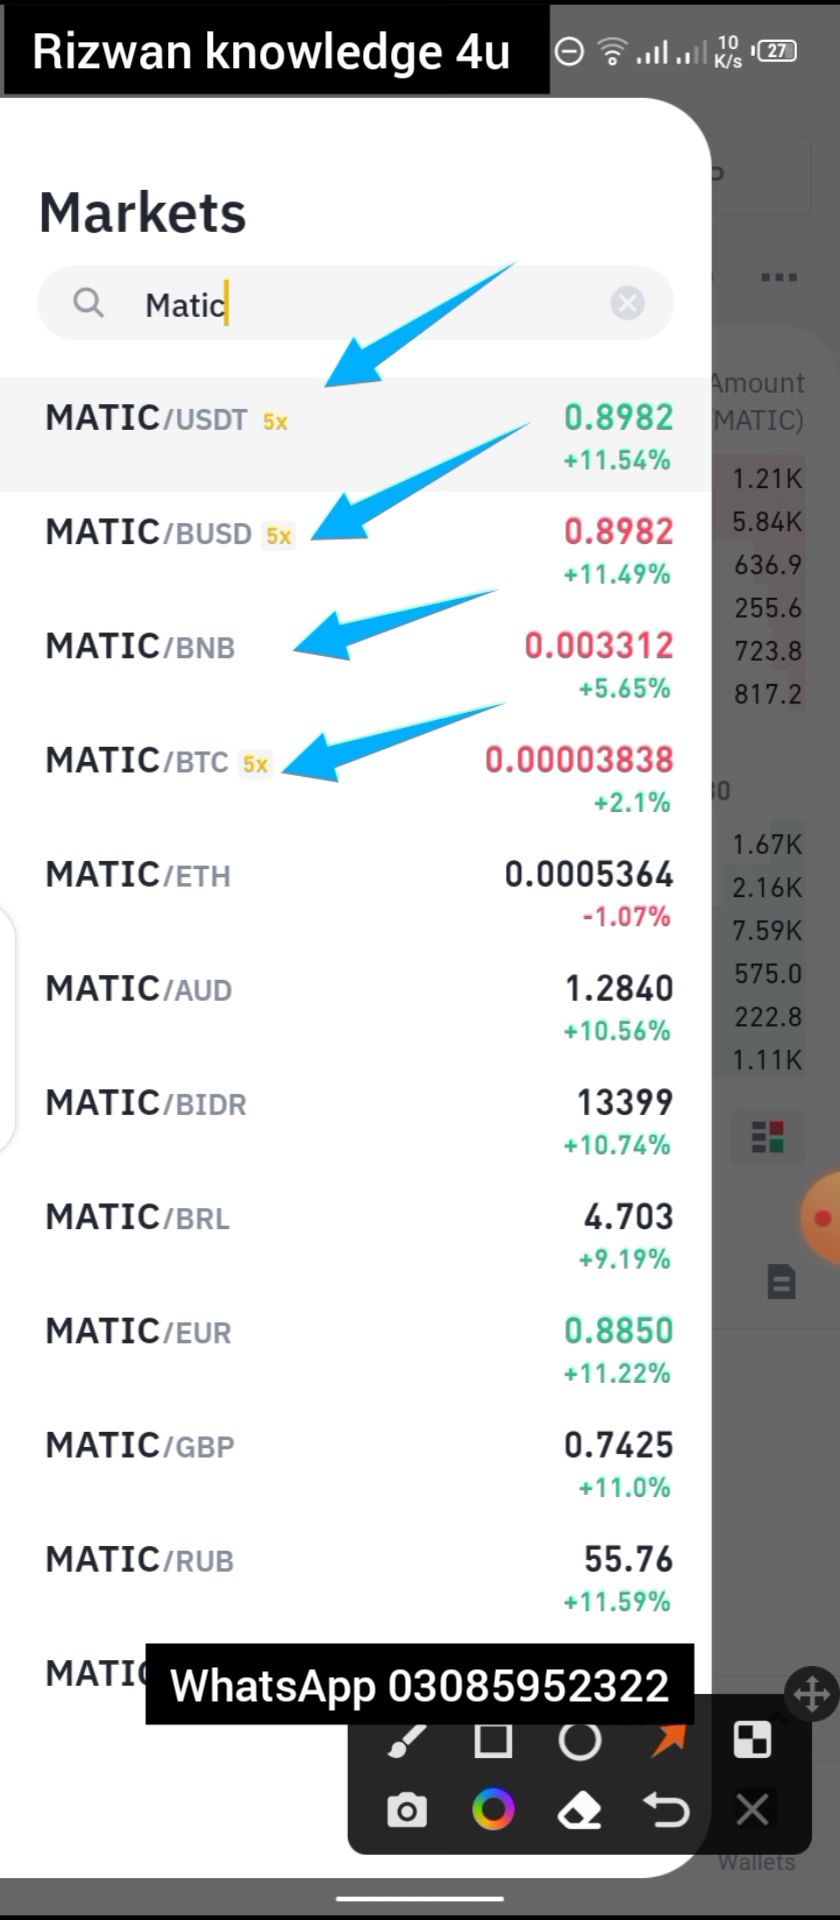 Rizwan knowledge 4u
10
K/s
27
Markets
Matic
MATIC/USDT 5x 0.8982
+11.54%
MATIC/BUSD 5x 0.8982
+11.49%
MATIC/BNB 0.003312
+5.65%
MATIC/BTC 5x 0.00003838
+2.1%
MATIC/ETH 0.0005364
-1.07%
MATIC/AUD 1.2840
+10.56%
MATIC/BIDR 13399
+10.74%
MATIC/BRL 4.703
+9.19%
MATIC/EUR 0.8850
+11.22%
MATIC/GBP 0.7425
+11.0%
MATIC/RUB 55.76
+11.59%
Amount
MATIC)
1.21K
5.84K
636.9
255.6
723.8
817.2
1.67K
2.16K
7.59K
575.0
222.8
1.11K
WhatsApp 03085952322
Wallets